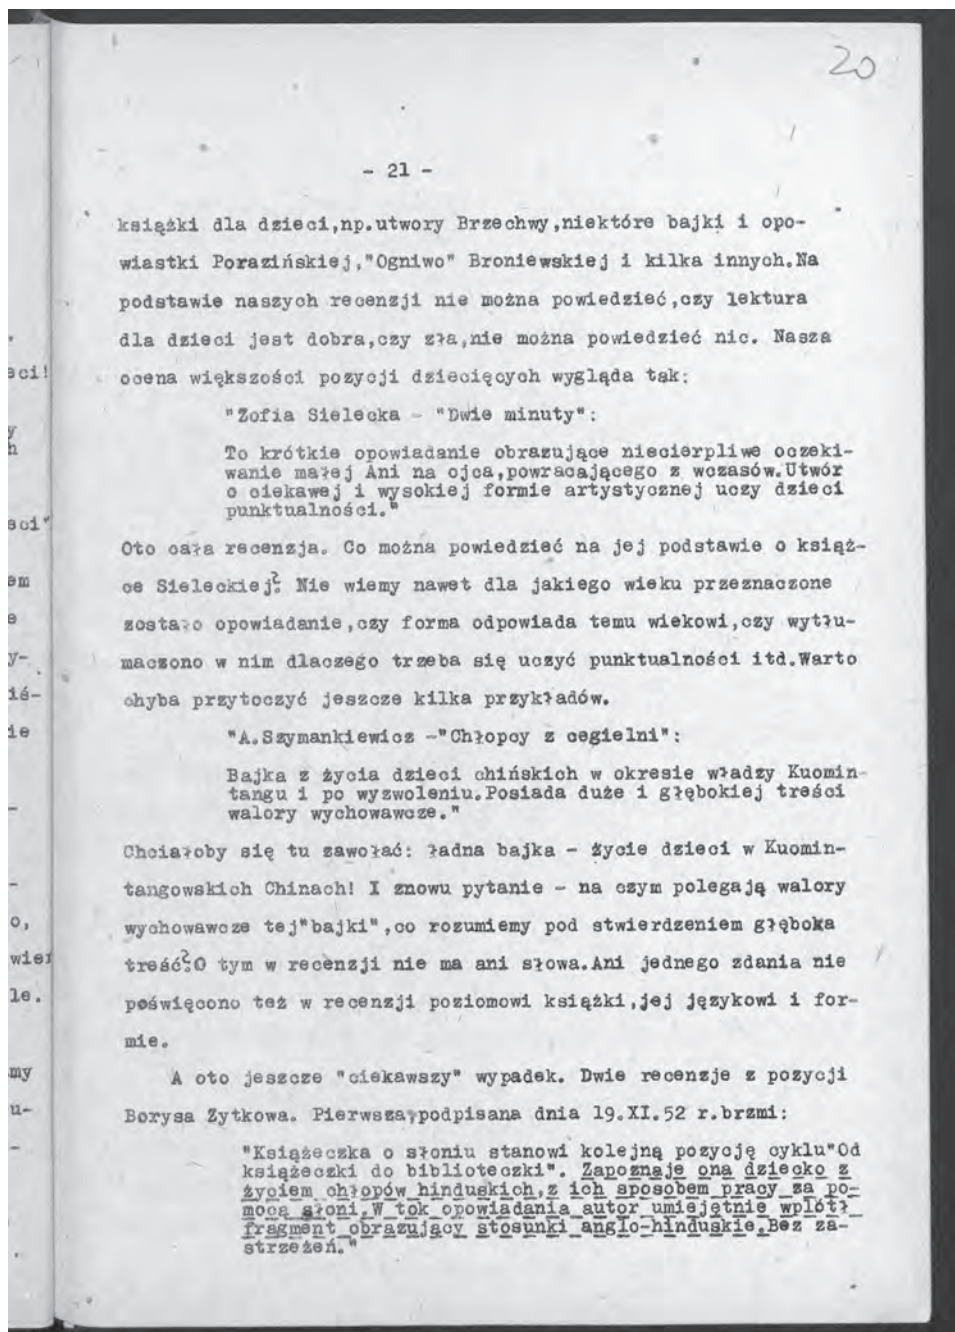 20
- 21 -
książki dla dzieci,np.utwory Brzechwy,niektóre bajki i opo-
wiastki Porazińskiej,"Ogniwo" Broniewskiej i kilka innych.Na
podstawie naszych recenzji nie można powiedzieć,czy lektura
dla dzieci jest dobra,czy zła,nie można powiedzieć nic. Nasza
ocena większości pozycji dziecięcych wygląda tak:
"Zofia Sielecka - "Dwie minuty":
To krótkie opowiadanie obrazujące niecierpliwe oczeki-
wanie małej Ani na ojca,powracającego z wczasów.Utwór
o ciekawej i wysokiej formie artystycznej uczy dzieci
punktualności."
Oto cała recenzja. Co można powiedzieć na jej podstawie o książ-
ce Sieleckiej? Nie wiemy nawet dla jakiego wieku przeznaczone
zostało opowiadanie,czy forma odpowiada temu wiekowi,czy wytłu-
maczono w nim dlaczego trzeba się uczyć punktualności itd.Warto
chyba przytoczyć jeszcze kilka przykładów.
"A.Szymankiewicz -"Chłopcy z cegielni":
Bajka z życia dzieci chińskich w okresie władzy Kuomin-
tangu i po wyzwoleniu.Posiada duże i głębokiej treści
walory wychowawcze."
Chciałoby się tu zawołać: ładna bajka - życie dzieci w Kuomin-
tangowskich Chinach! I znowu pytanie - na czym polegają walory
wychowawcze tej"bajki",co rozumiemy pod stwierdzeniem głęboka
treść?O tym w recenzji nie ma ani słowa.Ani jednego zdania nie
poświęcono też w recenzji poziomowi książki,jej językowi i for-
mie.
A oto jeszcze "ciekawszy" wypadek. Dwie recenzje z pozycji
Borysa Żytkowa. Pierwsza,podpisana dnia 19.XI.52 r.brzmi:
"Książeczka o słoniu stanowi kolejną pozycję cyklu"Od
książeczki do biblioteczki". Zapoznaje ona dziecko z
życiem chłopów hinduskich,z ich sposobem pracy za po-
mocą słoni.W tok opowiadania autor umiejętnie wplótł
fragment obrazujący stosunki anglo-hinduskie.Bez za-
strzeżeń."